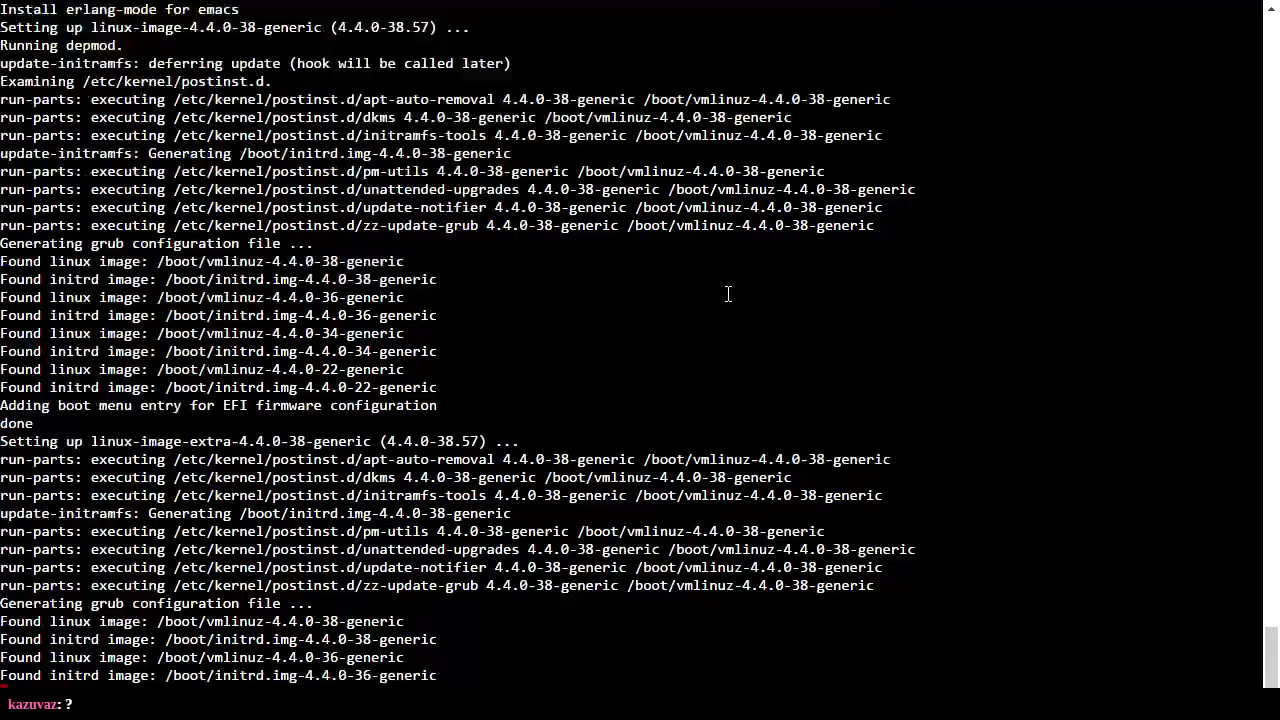 Install erlang-mode for emacs
Setting up linux-image-4.4.0-38-generic (4.4.0-38.57) ...
Running depmod.
update-initramfs: deferring update (hook will be called later)
Examining /etc/kernel/postinst.d.
run-parts: executing /etc/kernel/postinst.d/apt-auto-removal 4.4.0-38-generic /boot/vmlinuz-4.4.0-38-generic
run-parts: executing /etc/kernel/postinst.d/dkms 4.4.0-38-generic /boot/vmlinuz-4.4.0-38-generic
run-parts: executing /etc/kernel/postinst.d/initramfs-tools 4.4.0-38-generic /boot/vmlinuz-4.4.0-38-generic
update-initramfs: Generating /boot/initrd.img-4.4.0-38-generic
run-parts: executing /etc/kernel/postinst.d/pm-utils 4.4.0-38-generic /boot/vmlinuz-4.4.0-38-generic
run-parts: executing /etc/kernel/postinst.d/unattended-upgrades 4.4.0-38-generic /boot/vmlinuz-4.4.0-38-generic
run-parts: executing /etc/kernel/postinst.d/update-notifier 4.4.0-38-generic /boot/vmlinuz-4.4.0-38-generic
run-parts: executing /etc/kernel/postinst.d/zz-update-grub 4.4.0-38-generic /boot/vmlinuz-4.4.0-38-generic
Generating grub configuration file ...
Found linux image: /boot/vmlinuz-4.4.0-38-generic
Found initrd image: /boot/initrd.img-4.4.0-38-generic
Found linux image: /boot/vmlinuz-4.4.0-36-generic
Found initrd image: /boot/initrd.img-4.4.0-36-generic
Found linux image: /boot/vmlinuz-4.4.0-34-generic
Found initrd image: /boot/initrd.img-4.4.0-34-generic
Found linux image: /boot/vmlinuz-4.4.0-22-generic
Found initrd image: /boot/initrd.img-4.4.0-22-generic
Adding boot menu entry for EFI firmware configuration
done
Setting up linux-image-extra-4.4.0-38-generic (4.4.0-38.57) ...
run-parts: executing /etc/kernel/postinst.d/apt-auto-removal 4.4.0-38-generic /boot/vmlinuz-4.4.0-38-generic
run-parts: executing /etc/kernel/postinst.d/dkms 4.4.0-38-generic /boot/vmlinuz-4.4.0-38-generic
run-parts: executing /etc/kernel/postinst.d/initramfs-tools 4.4.0-38-generic /boot/vmlinuz-4.4.0-38-generic
update-initramfs: Generating /boot/initrd.img-4.4.0-38-generic
run-parts: executing /etc/kernel/postinst.d/pm-utils 4.4.0-38-generic /boot/vmlinuz-4.4.0-38-generic
run-parts: executing /etc/kernel/postinst.d/unattended-upgrades 4.4.0-38-generic /boot/vmlinuz-4.4.0-38-generic
run-parts: executing /etc/kernel/postinst.d/update-notifier 4.4.0-38-generic /boot/vmlinuz-4.4.0-38-generic
run-parts: executing /etc/kernel/postinst.d/zz-update-grub 4.4.0-38-generic /boot/vmlinuz-4.4.0-38-generic
Generating grub configuration file ...
Found linux image: /boot/vmlinuz-4.4.0-38-generic
Found initrd image: /boot/initrd.img-4.4.0-38-generic
Found linux image: /boot/vmlinuz-4.4.0-36-generic
Found initrd image: /boot/initrd.img-4.4.0-36-generic
kazuvaz: ?